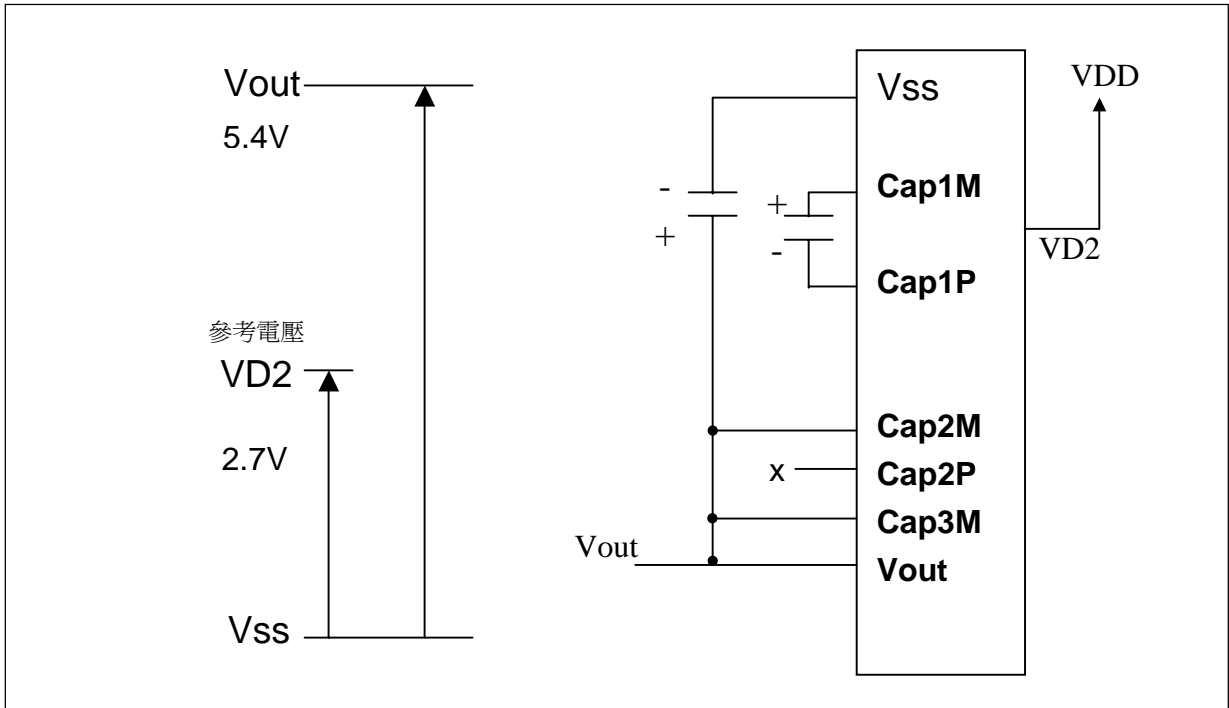 Vout
5.4V
參考電壓
VD2
2.7V
Vss
Vss
Cap1M
Cap1P
Cap2M
Cap2P
Cap3M
Vout
-
+
+
-
x
Vout
VDD
VD2